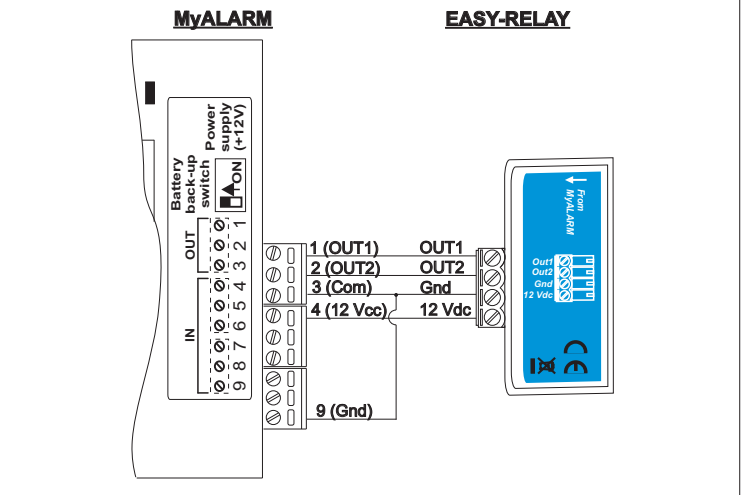 MyALARM
EASY-RELAY
Battery
back-up
switch
Power
supply
(+12V)
ON
OUT
IN
1
2
3
4
5
6
7
8
9
1 (OUT1)
2 (OUT2)
3 (Com)
4 (12 Vcc)
9 (Gnd)
OUT1
OUT2
Gnd
12 Vdc
From
MyALARM
Out1
Out2
Gnd
12 Vdc
CE